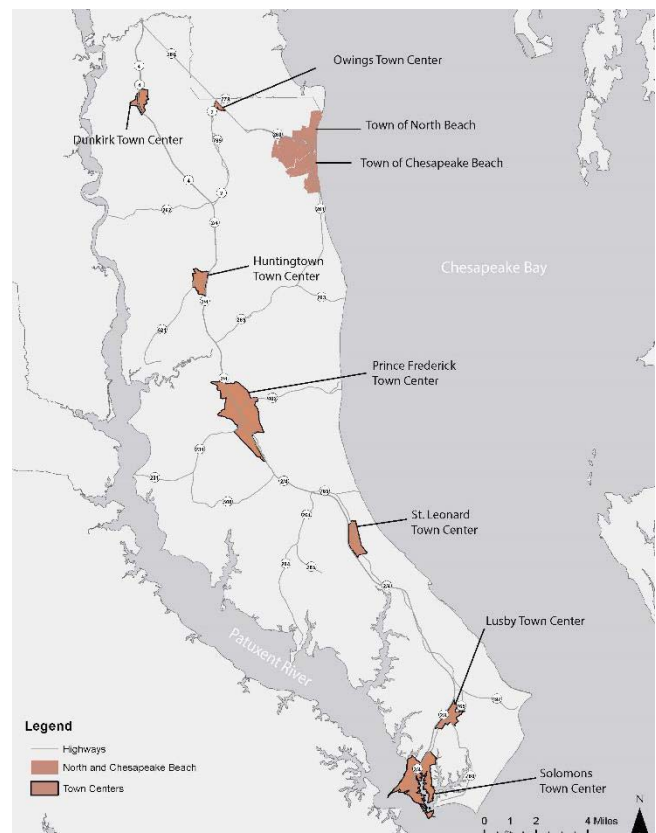 Owings Town Center
Town of North Beach
Dunkirk Town Center
Town of Chesapeake Beach
Huntingtown
Town Center
Chesapeake Bay
Prince Frederick
Town Center
St. Leonard
Town Center
Lusby Town Center
Patuxent River
Solomons
Town Center
Legend
Highways
North and Chesapeake Beach
Town Centers
N
0 1 2 4 Miles